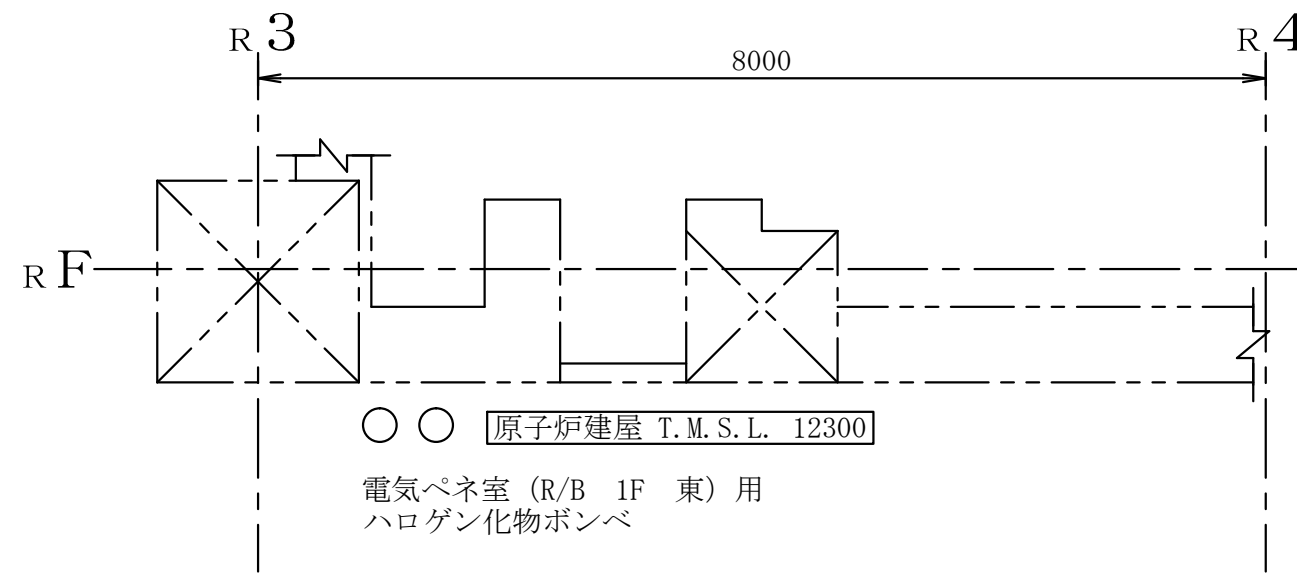 R3
R4
8000
RF
原子炉建屋 T.M.S.L. 12300
電気ペネ室（R/B　1F　東）用
ハロゲン化物ボンベ